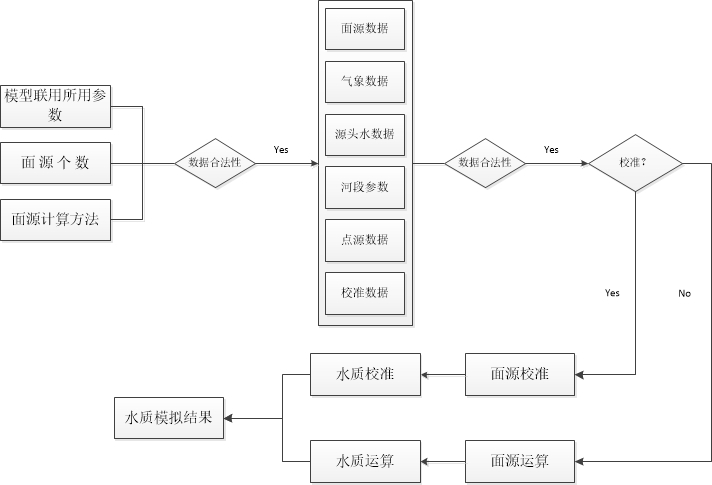 模型联用所用参
数
面源个数
面源计算方法
数据合法性
Yes
面源数据
气象数据
源头水数据
河段参数
点源数据
校准数据
数据合法性
Yes
校准？
Yes
No
水质校准
面源校准
水质模拟结果
水质运算
面源运算